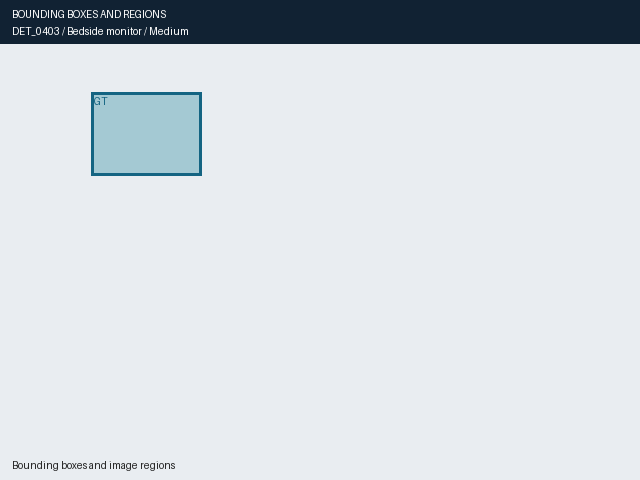 BOUNDING BOXES AND REGIONS
DET_0403 / Bedside monitor / Medium
GT
Bounding boxes and image regions